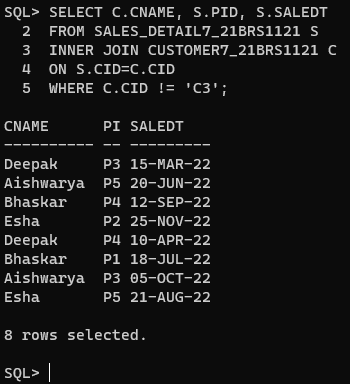 SQL> SELECT C.CNAME, S.PID, S.SALEDT
  2  FROM SALES_DETAIL7_21BRS1121 S
  3  INNER JOIN CUSTOMER7_21BRS1121 C
  4  ON S.CID=C.CID
  5  WHERE C.CID != 'C3';

CNAME      PI SALEDT
---------- -- ---------
Deepak     P3 15-MAR-22
Aishwarya  P5 20-JUN-22
Bhaskar    P4 12-SEP-22
Esha       P2 25-NOV-22
Deepak     P4 10-APR-22
Bhaskar    P1 18-JUL-22
Aishwarya  P3 05-OCT-22
Esha       P5 21-AUG-22

8 rows selected.

SQL>